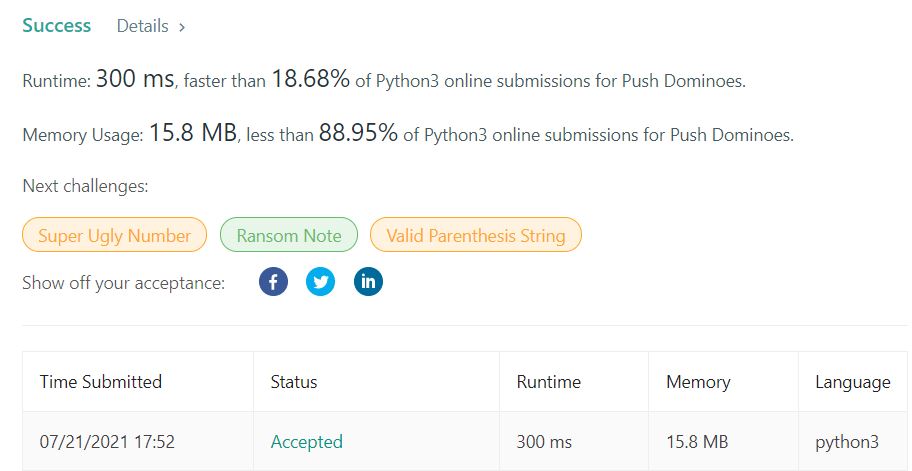 Success Details >
Runtime: 300 ms, faster than 18.68% of Python3 online submissions for Push Dominoes.
Memory Usage: 15.8 MB, less than 88.95% of Python3 online submissions for Push Dominoes.
Next challenges:
Super Ugly Number Ransom Note Valid Parenthesis String
Show off your acceptance: f in
Time Submitted Status Runtime Memory Language
07/21/2021 17:52 Accepted 300 ms 15.8 MB python3